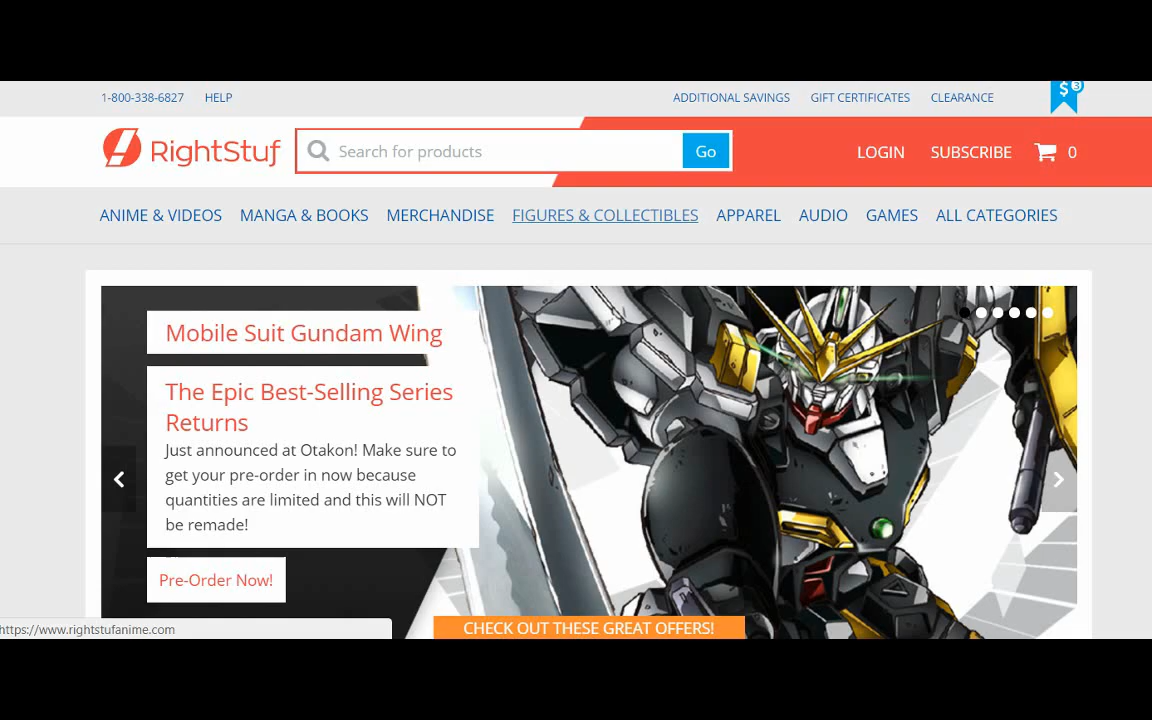 1-800-338-6827 HELP ADDITIONAL SAVINGS GIFT CERTIFICATES CLEARANCE $ 3
RightStuf Search for products Go LOGIN SUBSCRIBE 0
ANIME & VIDEOS MANGA & BOOKS MERCHANDISE FIGURES & COLLECTIBLES APPAREL AUDIO GAMES ALL CATEGORIES
Mobile Suit Gundam Wing
The Epic Best-Selling Series
Returns
Just announced at Otakon! Make sure to
get your pre-order in now because
quantities are limited and this will NOT
be remade!
Pre-Order Now!
CHECK OUT THESE GREAT OFFERS!
https://www.rightstufanime.com